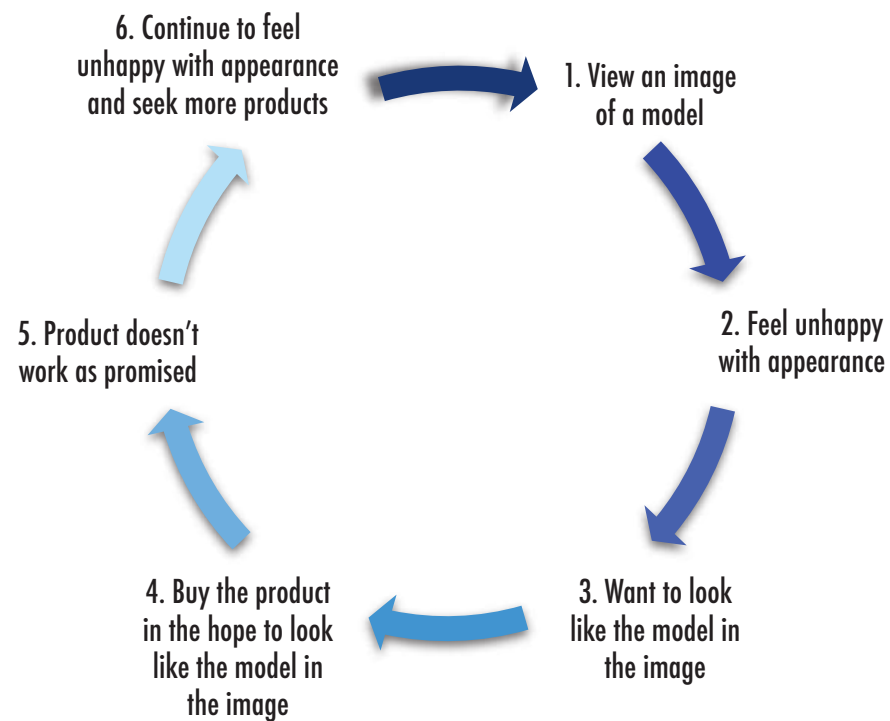 1. View an image
of a model
2. Feel unhappy
with appearance
3. Want to look
like the model in
the image
4. Buy the product
in the hope to look
like the model in
the image
5. Product doesn’t
work as promised
6. Continue to feel
unhappy with appearance
and seek more products